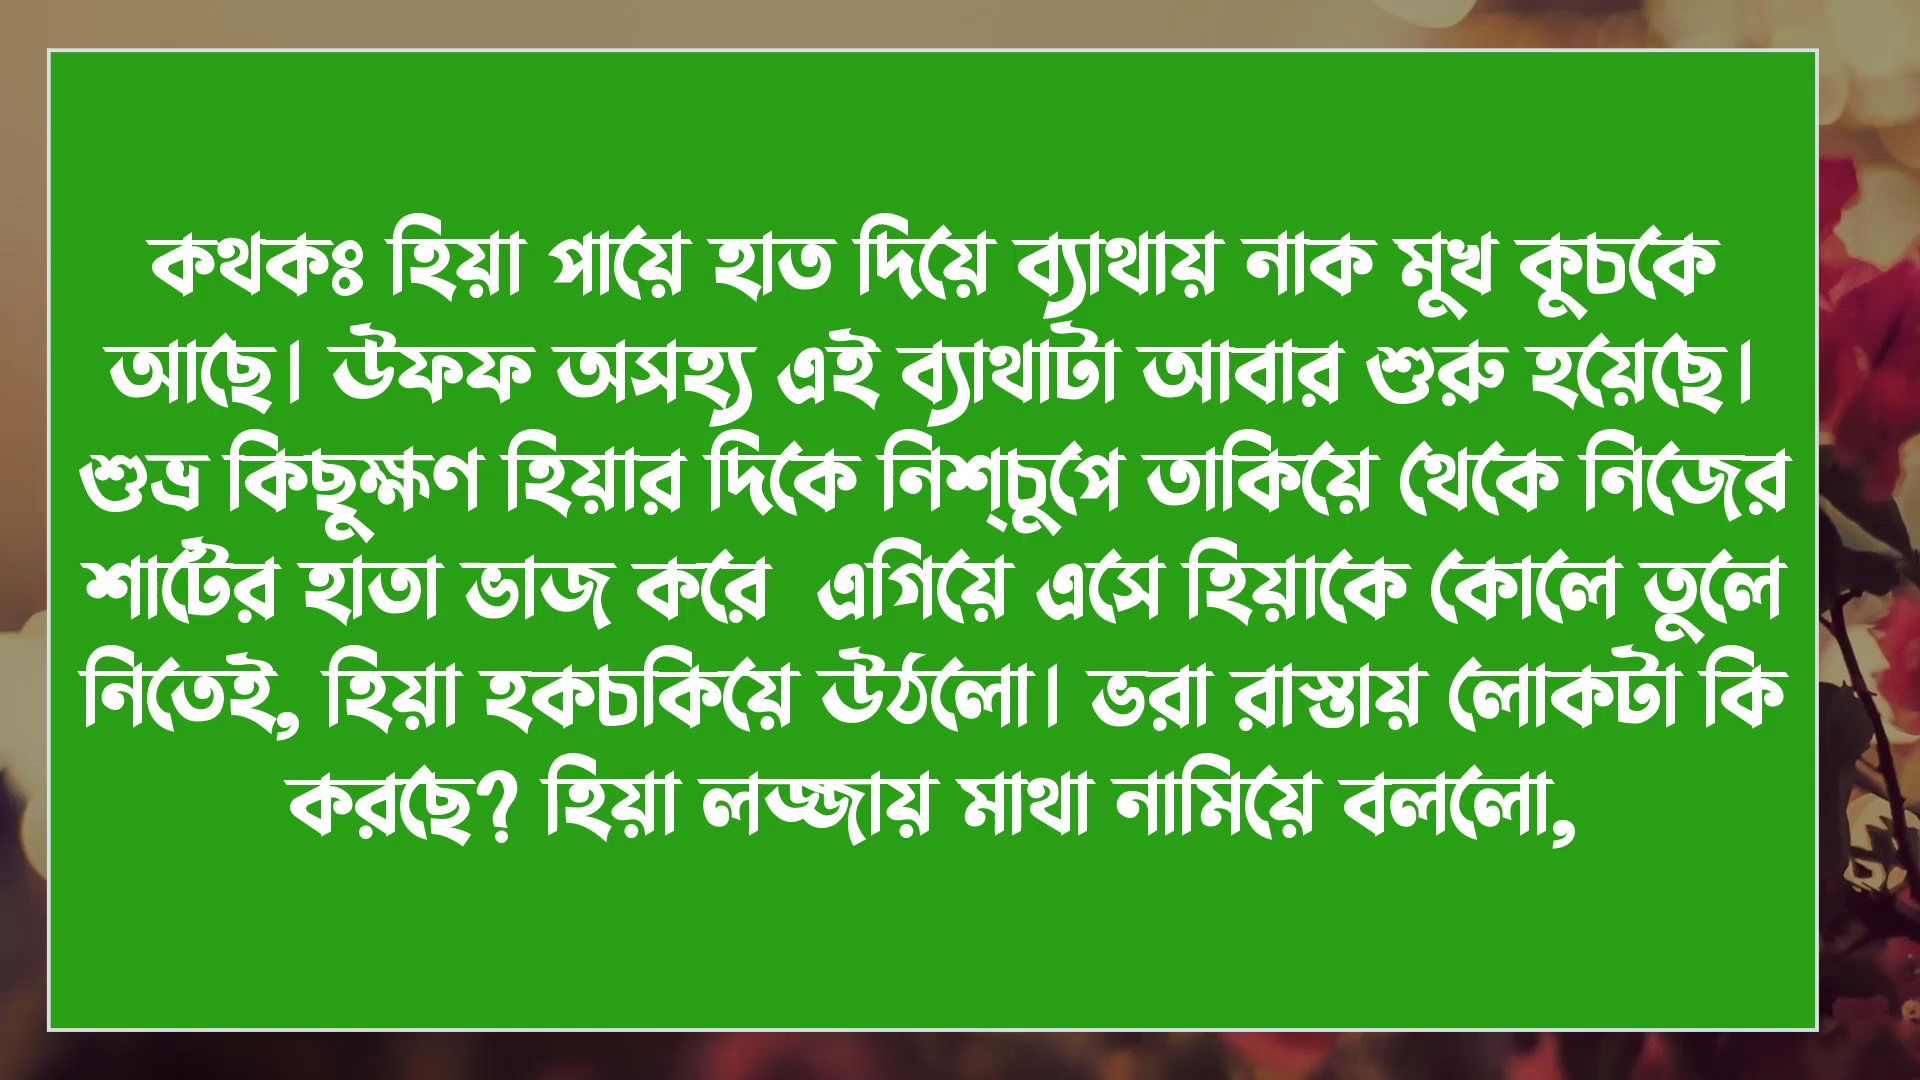 কথকঃ হিয়া পায়ে হাত দিয়ে ব্যাথায় নাক মুখ কুচকে
আছে। উফফ অসহ্য এই ব্যাথাটা আবার শুরু হয়েছে।
শুভ্র কিছুক্ষণ হিয়ার দিকে নিশ্চুপে তাকিয়ে থেকে নিজের
শার্টের হাতা ভাজ করে এগিয়ে এসে হিয়াকে কোলে তুলে
নিতেই, হিয়া হকচকিয়ে উঠলো। ভরা রাস্তায় লোকটা কি
করছে? হিয়া লজ্জায় মাথা নামিয়ে বললো,